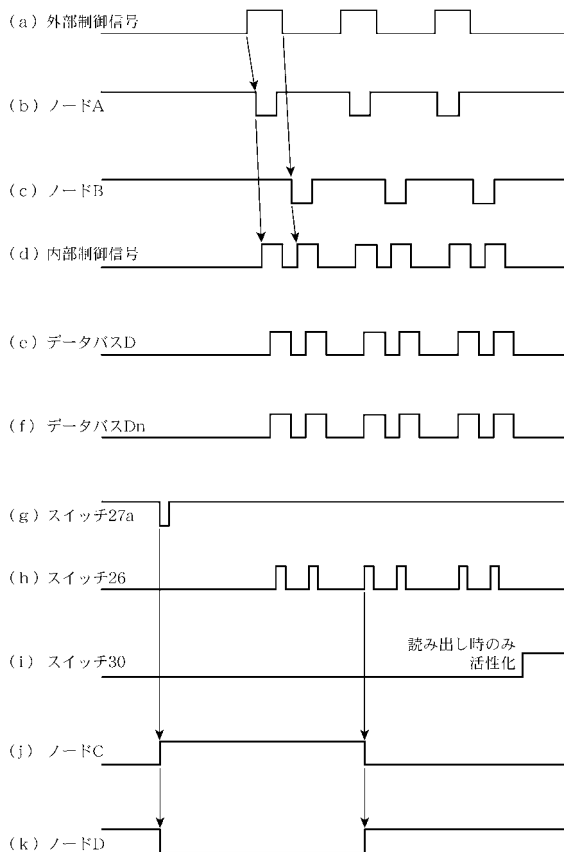 (a) 外部制御信号
(b) ノードA
(c) ノードB
(d) 内部制御信号
(e) データバスD
(f) データバスDn
(g) スイッチ27a
(h) スイッチ26
読み出し時のみ
活性化
(i) スイッチ30
(j) ノードC
(k) ノードD